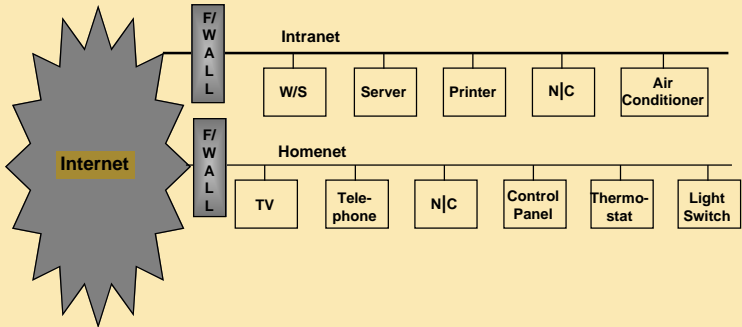 F/
W
A
L
L
Intranet
W/S
Server
Printer
N|C
Air
Conditioner
Internet
F/
W
A
L
L
Homenet
TV
Tele-
phone
N|C
Control
Panel
Thermo-
stat
Light
Switch